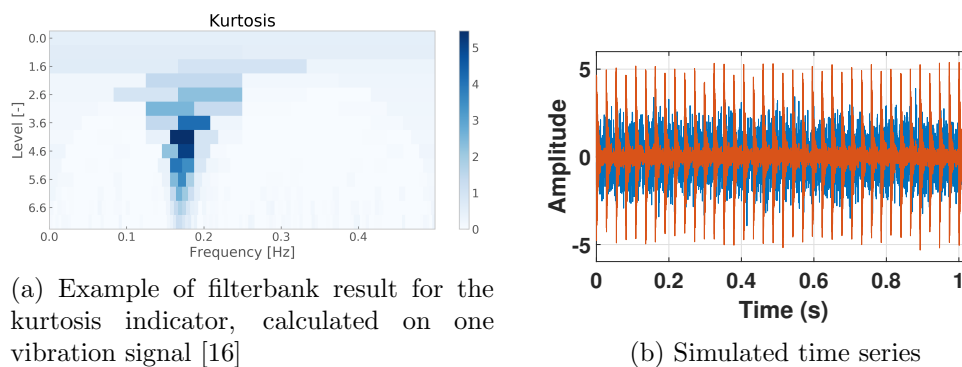 Kurtosis
0.0
1.6
2.6
3.6
4.6
5.6
6.6
Level [-]
0.0 0.1 0.2 0.3 0.4
Frequency [Hz]
5
4
3
2
1
0
(a) Example of filterbank result for the
kurtosis indicator, calculated on one
vibration signal [16]
5
0
-5
Amplitude
0 0.2 0.4 0.6 0.8 1
Time (s)
(b) Simulated time series